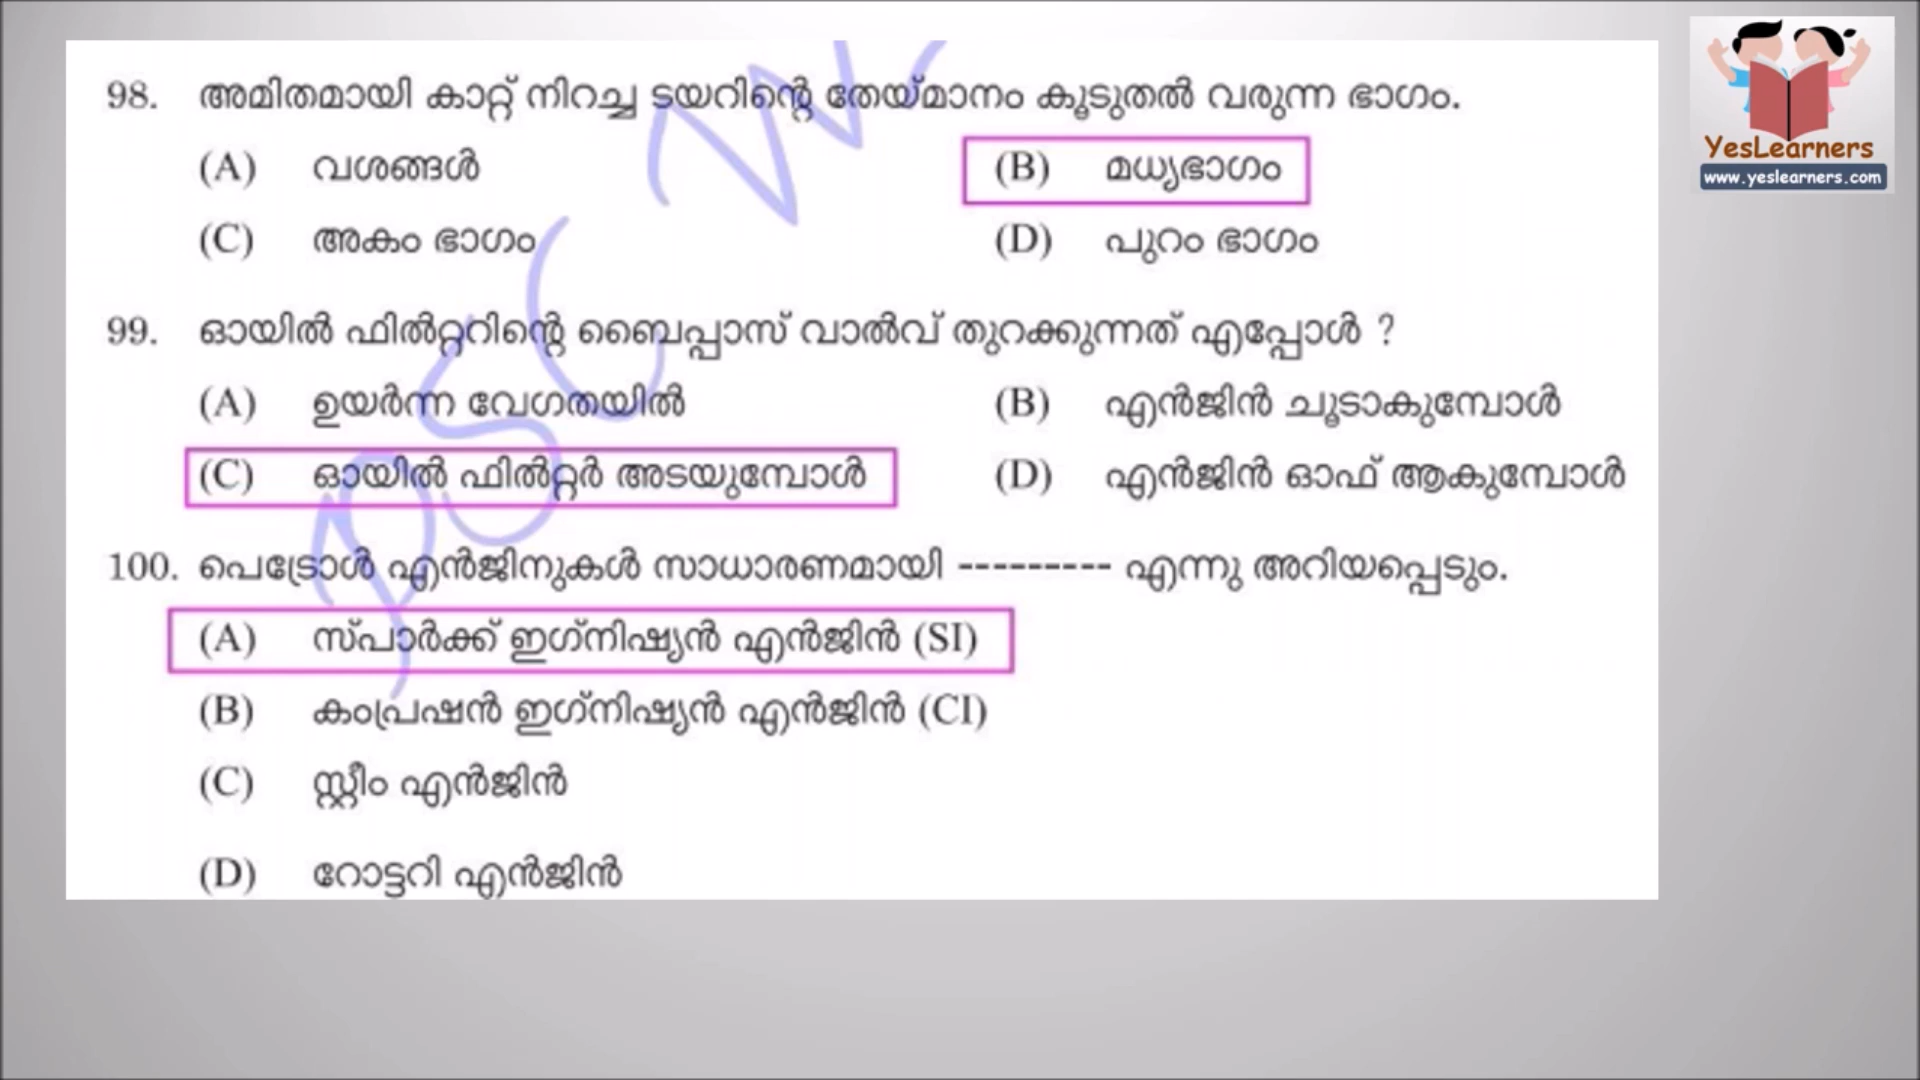 98. അമിതമായി കാറ്റ് നിറച്ച ടയറിന്റെ തേയ്മാനം കൂടുതൽ വരുന്ന ഭാഗം.
(A) വശങ്ങൾ (B) മധ്യഭാഗം
(C) അകം ഭാഗം (D) പുറം ഭാഗം
99. ഓയിൽ ഫിൽറ്ററിന്റെ ബൈപ്പാസ് വാൽവ് തുറക്കുന്നത് എപ്പോൾ ?
(A) ഉയർന്ന വേഗതയിൽ (B) എൻജിൻ ചൂടാകുമ്പോൾ
(C) ഓയിൽ ഫിൽറ്റർ അടയുമ്പോൾ (D) എൻജിൻ ഓഫ് ആകുമ്പോൾ
100. പെട്രോൾ എൻജിനുകൾ സാധാരണമായി --------- എന്നു അറിയപ്പെടും.
(A) സ്പാർക്ക് ഇഗ്നിഷ്യൻ എൻജിൻ (SI)
(B) കംപ്രഷൻ ഇഗ്നിഷ്യൻ എൻജിൻ (CI)
(C) സ്റ്റീം എൻജിൻ
(D) റോട്ടറി എൻജിൻ
YesLearners
www.yeslearners.com
PSC